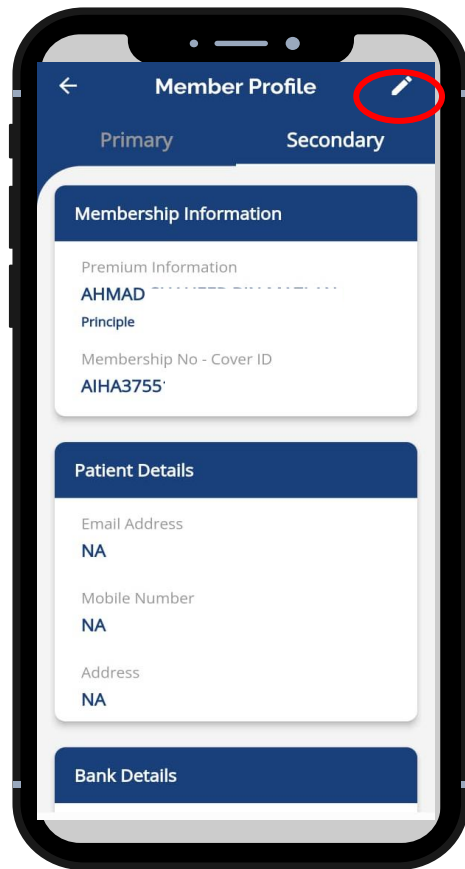 Member Profile
Primary Secondary
Membership Information
Premium Information
AHMAD
Principle
Membership No - Cover ID
AIHA3755
Patient Details
Email Address
NA
Mobile Number
NA
Address
NA
Bank Details